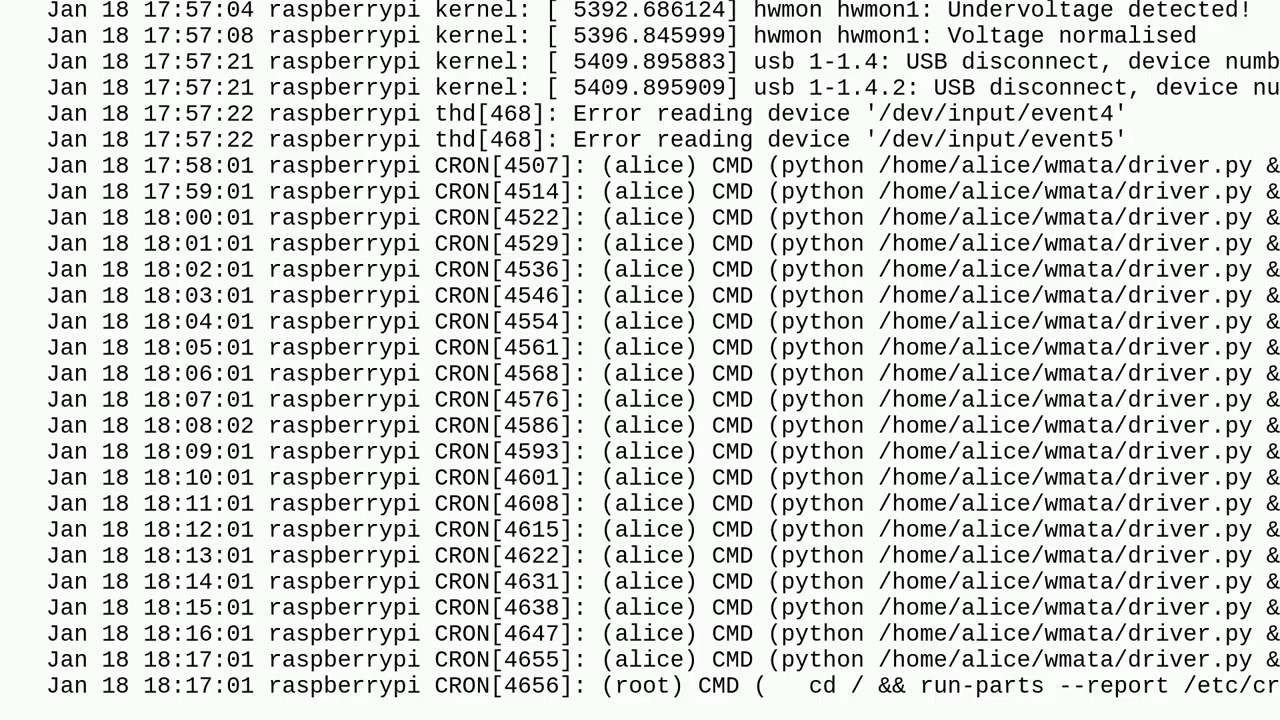 Jan 18 17:57:04 raspberrypi kernel: [ 5392.686124] hwmon hwmon1: Undervoltage detected!
Jan 18 17:57:08 raspberrypi kernel: [ 5396.845999] hwmon hwmon1: Voltage normalised
Jan 18 17:57:21 raspberrypi kernel: [ 5409.895883] usb 1-1.4: USB disconnect, device numb
Jan 18 17:57:21 raspberrypi kernel: [ 5409.895909] usb 1-1.4.2: USB disconnect, device nu
Jan 18 17:57:22 raspberrypi thd[468]: Error reading device '/dev/input/event4'
Jan 18 17:57:22 raspberrypi thd[468]: Error reading device '/dev/input/event5'
Jan 18 17:58:01 raspberrypi CRON[4507]: (alice) CMD (python /home/alice/wmata/driver.py &
Jan 18 17:59:01 raspberrypi CRON[4514]: (alice) CMD (python /home/alice/wmata/driver.py &
Jan 18 18:00:01 raspberrypi CRON[4522]: (alice) CMD (python /home/alice/wmata/driver.py &
Jan 18 18:01:01 raspberrypi CRON[4529]: (alice) CMD (python /home/alice/wmata/driver.py &
Jan 18 18:02:01 raspberrypi CRON[4536]: (alice) CMD (python /home/alice/wmata/driver.py &
Jan 18 18:03:01 raspberrypi CRON[4546]: (alice) CMD (python /home/alice/wmata/driver.py &
Jan 18 18:04:01 raspberrypi CRON[4554]: (alice) CMD (python /home/alice/wmata/driver.py &
Jan 18 18:05:01 raspberrypi CRON[4561]: (alice) CMD (python /home/alice/wmata/driver.py &
Jan 18 18:06:01 raspberrypi CRON[4568]: (alice) CMD (python /home/alice/wmata/driver.py &
Jan 18 18:07:01 raspberrypi CRON[4576]: (alice) CMD (python /home/alice/wmata/driver.py &
Jan 18 18:08:02 raspberrypi CRON[4586]: (alice) CMD (python /home/alice/wmata/driver.py &
Jan 18 18:09:01 raspberrypi CRON[4593]: (alice) CMD (python /home/alice/wmata/driver.py &
Jan 18 18:10:01 raspberrypi CRON[4601]: (alice) CMD (python /home/alice/wmata/driver.py &
Jan 18 18:11:01 raspberrypi CRON[4608]: (alice) CMD (python /home/alice/wmata/driver.py &
Jan 18 18:12:01 raspberrypi CRON[4615]: (alice) CMD (python /home/alice/wmata/driver.py &
Jan 18 18:13:01 raspberrypi CRON[4622]: (alice) CMD (python /home/alice/wmata/driver.py &
Jan 18 18:14:01 raspberrypi CRON[4631]: (alice) CMD (python /home/alice/wmata/driver.py &
Jan 18 18:15:01 raspberrypi CRON[4638]: (alice) CMD (python /home/alice/wmata/driver.py &
Jan 18 18:16:01 raspberrypi CRON[4647]: (alice) CMD (python /home/alice/wmata/driver.py &
Jan 18 18:17:01 raspberrypi CRON[4655]: (alice) CMD (python /home/alice/wmata/driver.py &
Jan 18 18:17:01 raspberrypi CRON[4656]: (root) CMD (   cd / && run-parts --report /etc/cr